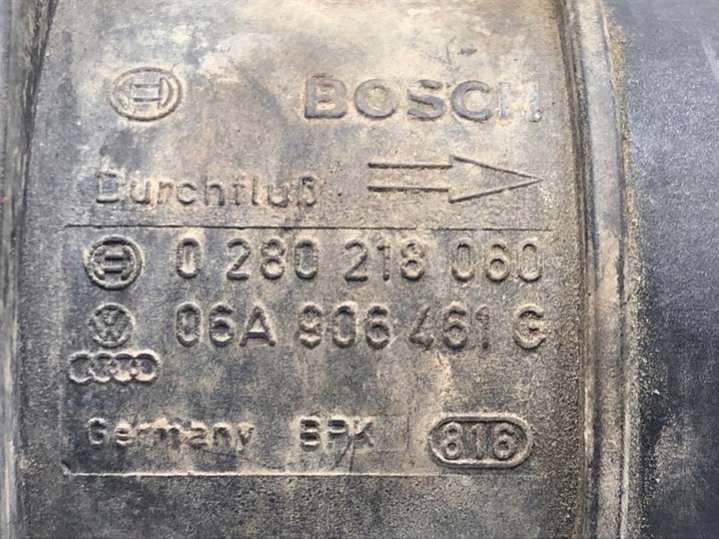 BOSCH
Durchfluß
0 280 218 060
06A 906 461 G
Germany BPK 816